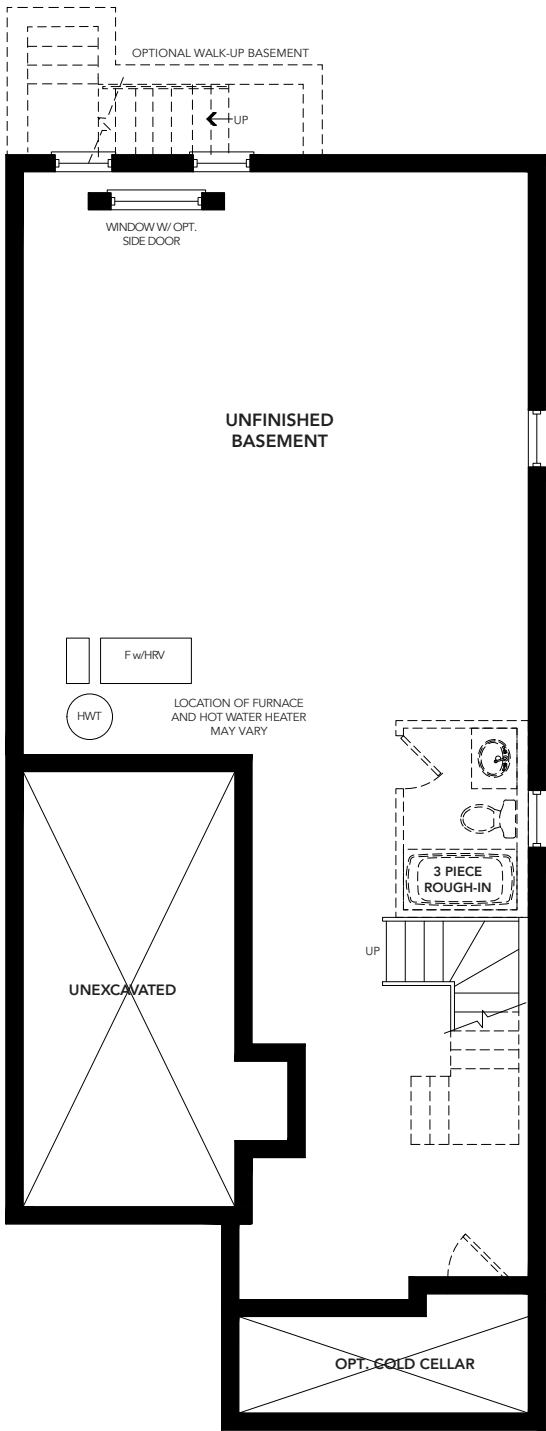 OPTIONAL WALK-UP BASEMENT
UP
WINDOW W/ OPT.
SIDE DOOR
UNFINISHED
BASEMENT
F w/HRV
HWT
LOCATION OF FURNACE
AND HOT WATER HEATER
MAY VARY
3 PIECE
ROUGH-IN
UP
UNEXCAVATED
OPT. COLD CELLAR